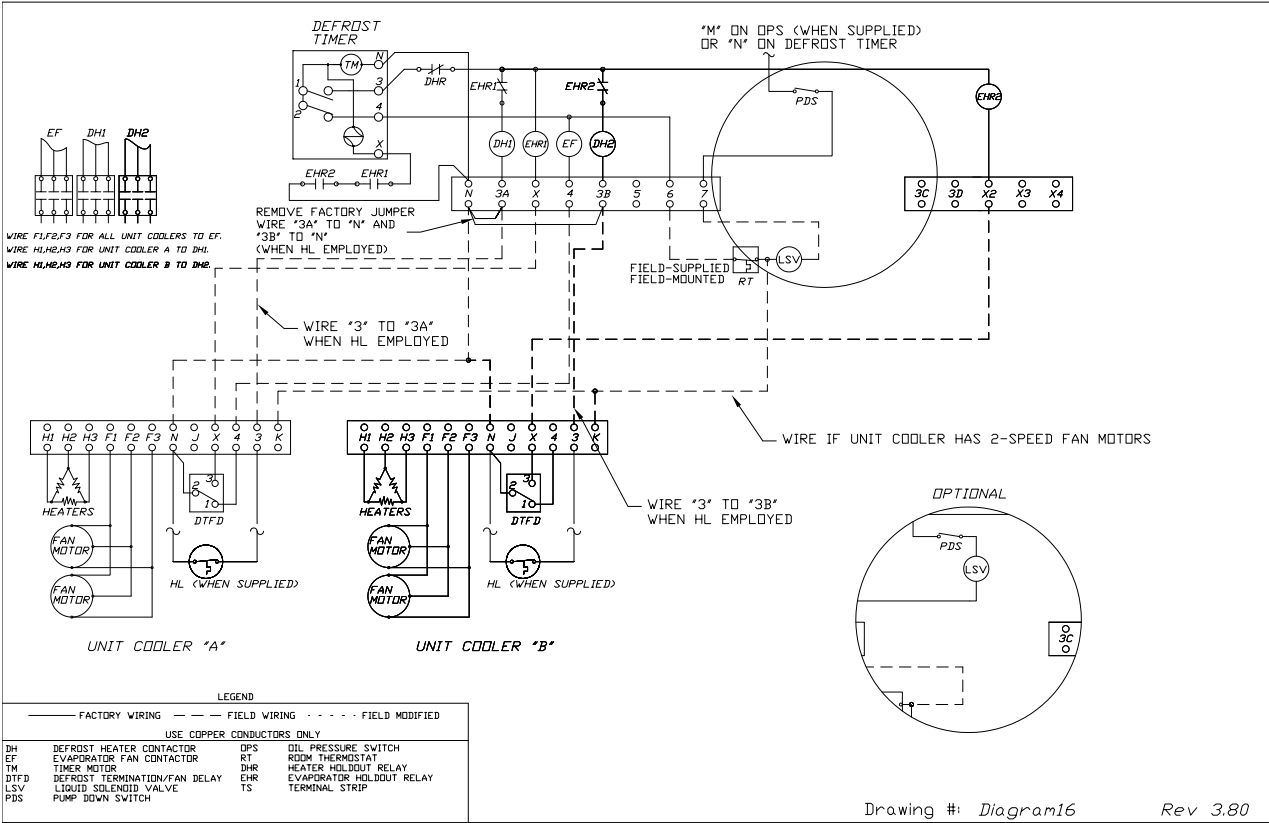 DEFROST
TIMER
"M" ON OPS (WHEN SUPPLIED)
OR "N" ON DEFROST TIMER
N
TM
3
1
4
2
X
DHR
EHR1
EHR2
PDS
EHR2
DH1
EHR1
EF
DH2
EF
DH1
DH2
EHR2
EHR1
N
3A
X
4
3B
5
6
7
3C
3D
X2
X3
X4
WIRE F1,F2,F3 FOR ALL UNIT COOLERS TO EF.
WIRE H1,H2,H3 FOR UNIT COOLER A TO DH1.
WIRE H1,H2,H3 FOR UNIT COOLER B TO DH2.
REMOVE FACTORY JUMPER
WIRE "3A" TO "N" AND
"3B" TO "N"
(WHEN HL EMPLOYED)
FIELD-SUPPLIED
FIELD-MOUNTED
RT
LSV
WIRE "3" TO "3A"
WHEN HL EMPLOYED
H1
H2
H3
F1
F2
F3
N
J
X
4
3
K
H1
H2
H3
F1
F2
F3
N
J
X
4
3
K
WIRE IF UNIT COOLER HAS 2-SPEED FAN MOTORS
HEATERS
3
2
1
DTFD
HEATERS
3
2
1
DTFD
WIRE "3" TO "3B"
WHEN HL EMPLOYED
FAN
MOTOR
FAN
MOTOR
HL (WHEN SUPPLIED)
FAN
MOTOR
FAN
MOTOR
HL (WHEN SUPPLIED)
UNIT COOLER "A"
UNIT COOLER "B"
OPTIONAL
PDS
LSV
3C
LEGEND
FACTORY WIRING
FIELD WIRING
FIELD MODIFIED
USE COPPER CONDUCTORS ONLY
DH DEFROST HEATER CONTACTOR OPS OIL PRESSURE SWITCH
EF EVAPORATOR FAN CONTACTOR RT ROOM THERMOSTAT
TM TIMER MOTOR DHR HEATER HOLDOUT RELAY
DTFD DEFROST TERMINATION/FAN DELAY EHR EVAPORATOR HOLDOUT RELAY
LSV LIQUID SOLENOID VALVE TS TERMINAL STRIP
PDS PUMP DOWN SWITCH
Drawing #: Diagram16 Rev 3.80